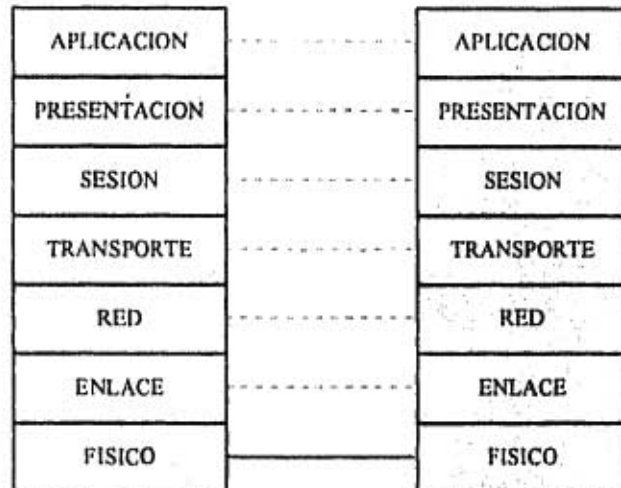 APLICACION APLICACION
PRESENTACION PRESENTACION
SESION SESION
TRANSPORTE TRANSPORTE
RED RED
ENLACE ENLACE
FISICO FISICO